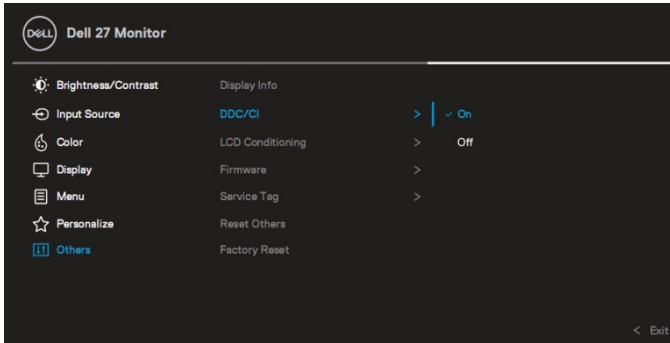 DELL Dell 27 Monitor
Brightness/Contrast Display Info
Input Source DDC/CI > ✓ On
Color LCD Conditioning > Off
Display Firmware >
Menu Service Tag >
Personalize Reset Others
Others Factory Reset
< Exit